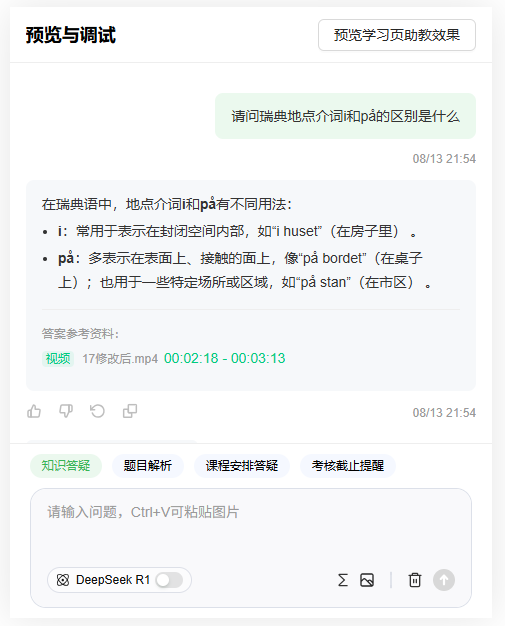 预览与调试
预览学习页助教效果
请问瑞典地点介词i和på的区别是什么
08/13 21:54
在瑞典语中，地点介词i和på有不同用法：
• i：常用于表示在封闭空间内部，如“i huset”（在房子里） 。
• på：多表示在表面上、接触的面上，像“på bordet”（在桌子
上）；也用于一些特定场所或区域，如“på stan”（在市区） 。
答案参考资料：
视频 17修改后.mp4 00:02:18 - 00:03:13
08/13 21:54
知识答疑 题目解析 课程安排答疑 考核截止提醒
请输入问题，Ctrl+V可粘贴图片
DeepSeek R1